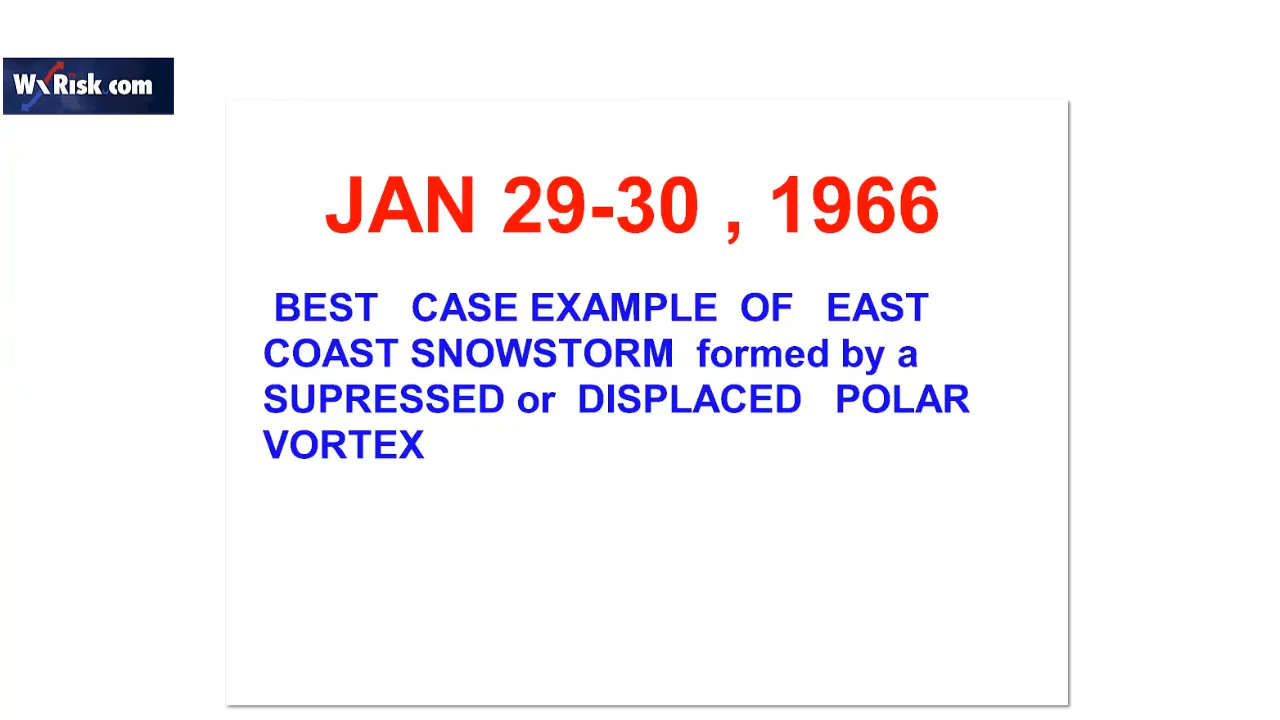 WxRisk.com
JAN 29-30 , 1966
BEST CASE EXAMPLE OF EAST
COAST SNOWSTORM formed by a
SUPRESSED or DISPLACED POLAR
VORTEX